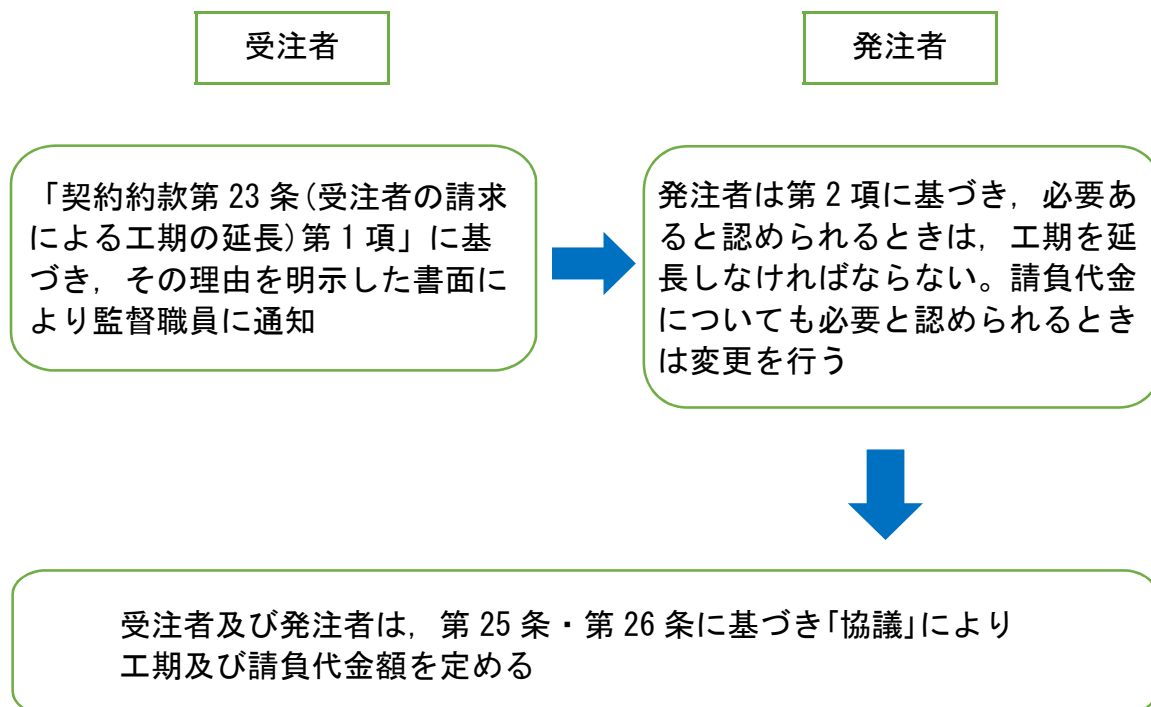 受注者
発注者
「契約約款第 23 条(受注者の請求
による工期の延長)第 1 項」に基
づき，その理由を明示した書面に
より監督職員に通知
発注者は第 2 項に基づき，必要あ
ると認められるときは，工期を延
長しなければならない。請負代金
についても必要と認められるとき
は変更を行う
受注者及び発注者は，第 25 条・第 26 条に基づき｢協議｣により
工期及び請負代金額を定める